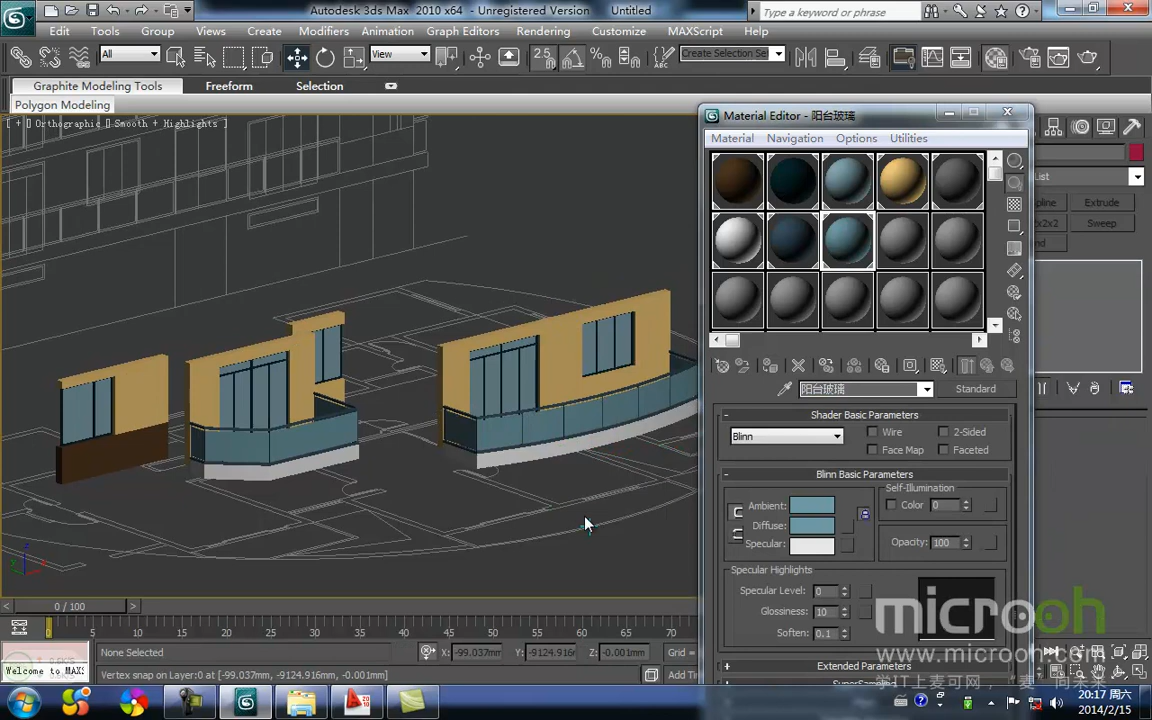 Autodesk 3ds Max 2010 x64 - Unregistered Version Untitled
Type a keyword or phrase
Edit Tools Group Views Create Modifiers Animation Graph Editors Rendering Customize MAXScript Help
All
View
2.5
Create Selection Se
Graphite Modeling Tools Freeform Selection
Polygon Modeling
[ + ] Orthographic [] Smooth + Highlights ]
Material Editor - 阳台玻璃
Material Navigation Options Utilities
List
Extrude
Sweep
阳台玻璃
Standard
Shader Basic Parameters
Blinn
Wire 2-Sided
Face Map Faceted
Blinn Basic Parameters
Self-Illumination
Ambient:
Color 0
Diffuse:
Specular:
Opacity: 100
Specular Highlights
Specular Level: 0
Glossiness: 10
Soften: 0.1
Extended Parameters
microoh
www.microoh.com
0 / 100
0 5 10 15 20 25 30 35 40 45 50 55 60 65 70
None Selected
X: -99.037mm Y: -9124.916m Z: -0.001mm Grid =
Welcome to MAX
Vertex snap on Layer:0 at [-99.037mm, -9124.916mm, -0.001mm]
Add Tim
20:17 周六
2014/2/15